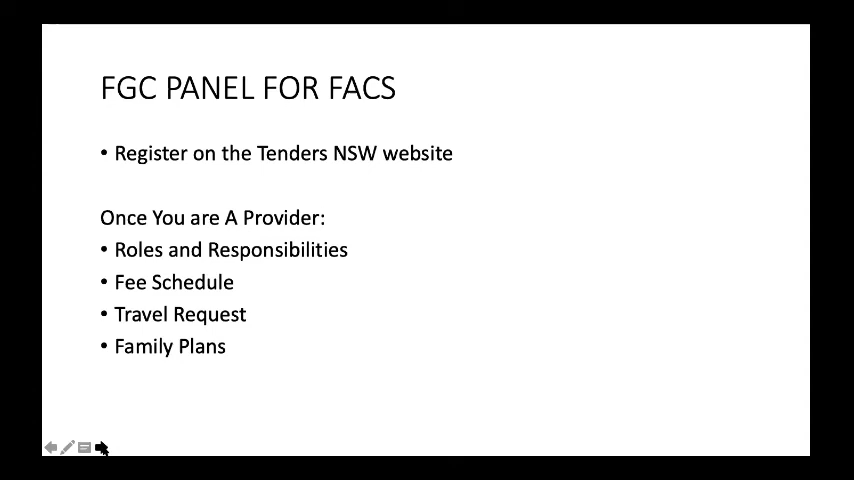 FGC PANEL FOR FACS
• Register on the Tenders NSW website
Once You are A Provider:
• Roles and Responsibilities
• Fee Schedule
• Travel Request
• Family Plans